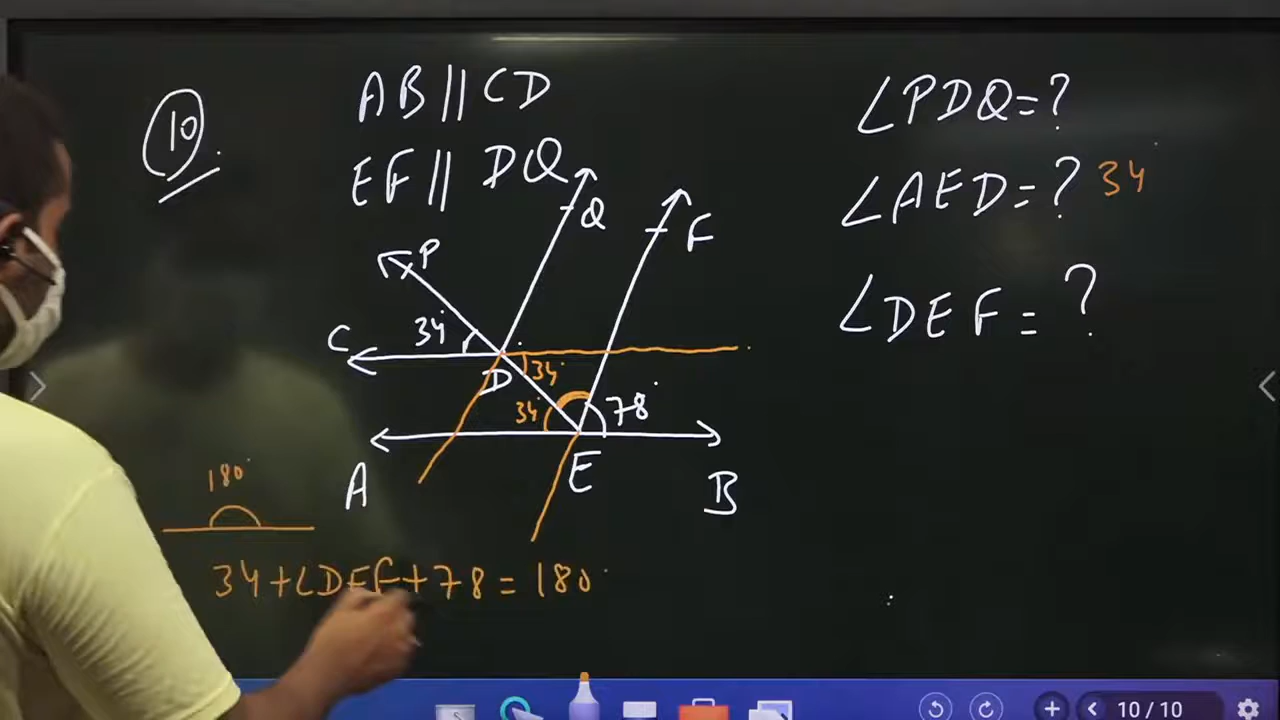 10.
AB || CD
EF || DQ
∠PDQ = ?
∠AED = ? 34°
∠DEF = ?
Q
F
P
34°
C
D
34°
34°
78°
A
E
B
180°
34 + ∠DEF + 78 = 180°
10 / 10